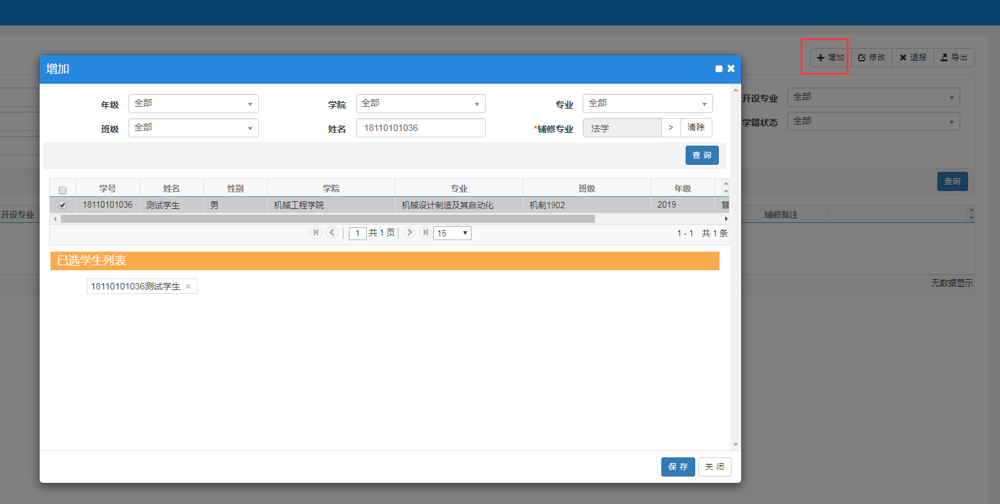 增加 修改 退报 导出
增加
年级 全部 学院 全部 专业 全部
开设专业 全部
班级 全部 姓名 18110101036 *辅修专业 法学 > 清除
学籍状态 全部
查 询
查询
学号 姓名 性别 学院 专业 班级 年级
18110101036 测试学生 男 机械工程学院 机械设计制造及其自动化 机制1902 2019 普
开设专业 辅修备注
1 共 1 页 15 1 - 1 共 1 条
已选学生列表
18110101036测试学生 ×
无数据显示
保 存 关 闭